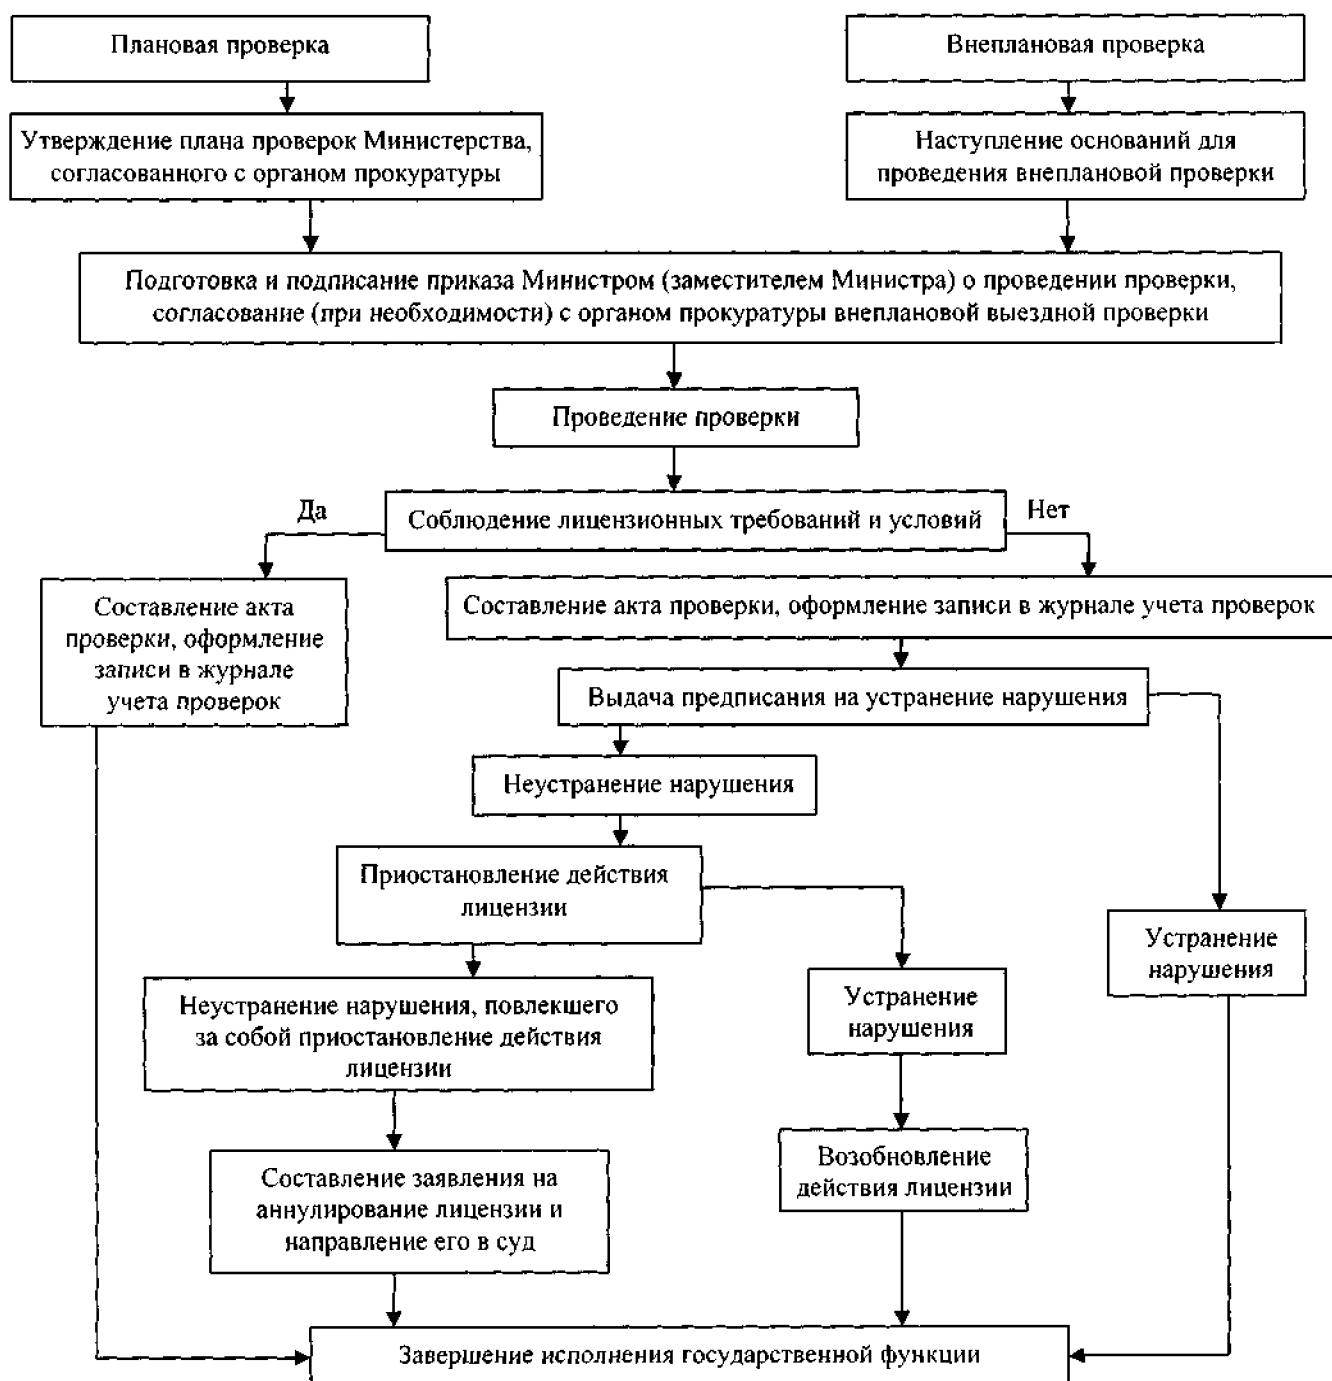 Плановая проверка
Внеплановая проверка
Утверждение плана проверок Министерства,
согласованного с органом прокуратуры
Наступление оснований для
проведения внеплановой проверки
Подготовка и подписание приказа Министром (заместителем Министра) о проведении проверки,
согласование (при необходимости) с органом прокуратуры внеплановой выездной проверки
Проведение проверки
Да
Соблюдение лицензионных требований и условий
Нет
Составление акта
проверки, оформление
записи в журнале
учета проверок
Составление акта проверки, оформление записи в журнале учета проверок
Выдача предписания на устранение нарушения
Неустранение нарушения
Приостановление действия
лицензии
Устранение
нарушения
Неустранение нарушения, повлекшего
за собой приостановление действия
лицензии
Устранение
нарушения
Составление заявления на
аннулирование лицензии и
направление его в суд
Возобновление
действия лицензии
Завершение исполнения государственной функции